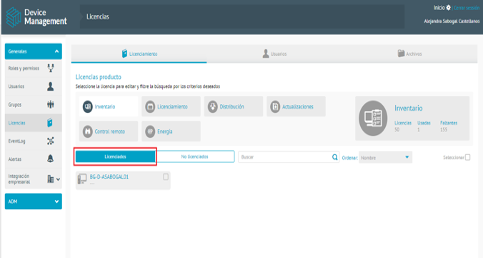 Device
Management
Licencias
Inicio
Cerrar sesión
Alejandro Sabogal Castellanos
Generales
Roles y permisos
Usuarios
Grupos
Licencias
EventLog
Alertas
Integración
empresarial
ADM
Licenciamiento
Usuarios
Archivos
Licencias producto
Seleccione la licencia para editar y filtre la búsqueda por los criterios deseados
Inventario
Licenciamiento
Distribución
Actualizaciones
Control remoto
Energía
Inventario
Licencias Usadas Faltantes
50 1 155
Licenciados
No licenciados
Buscar
Ordenar: Nombre
Seleccionar
BG-D-ASABOGAL01